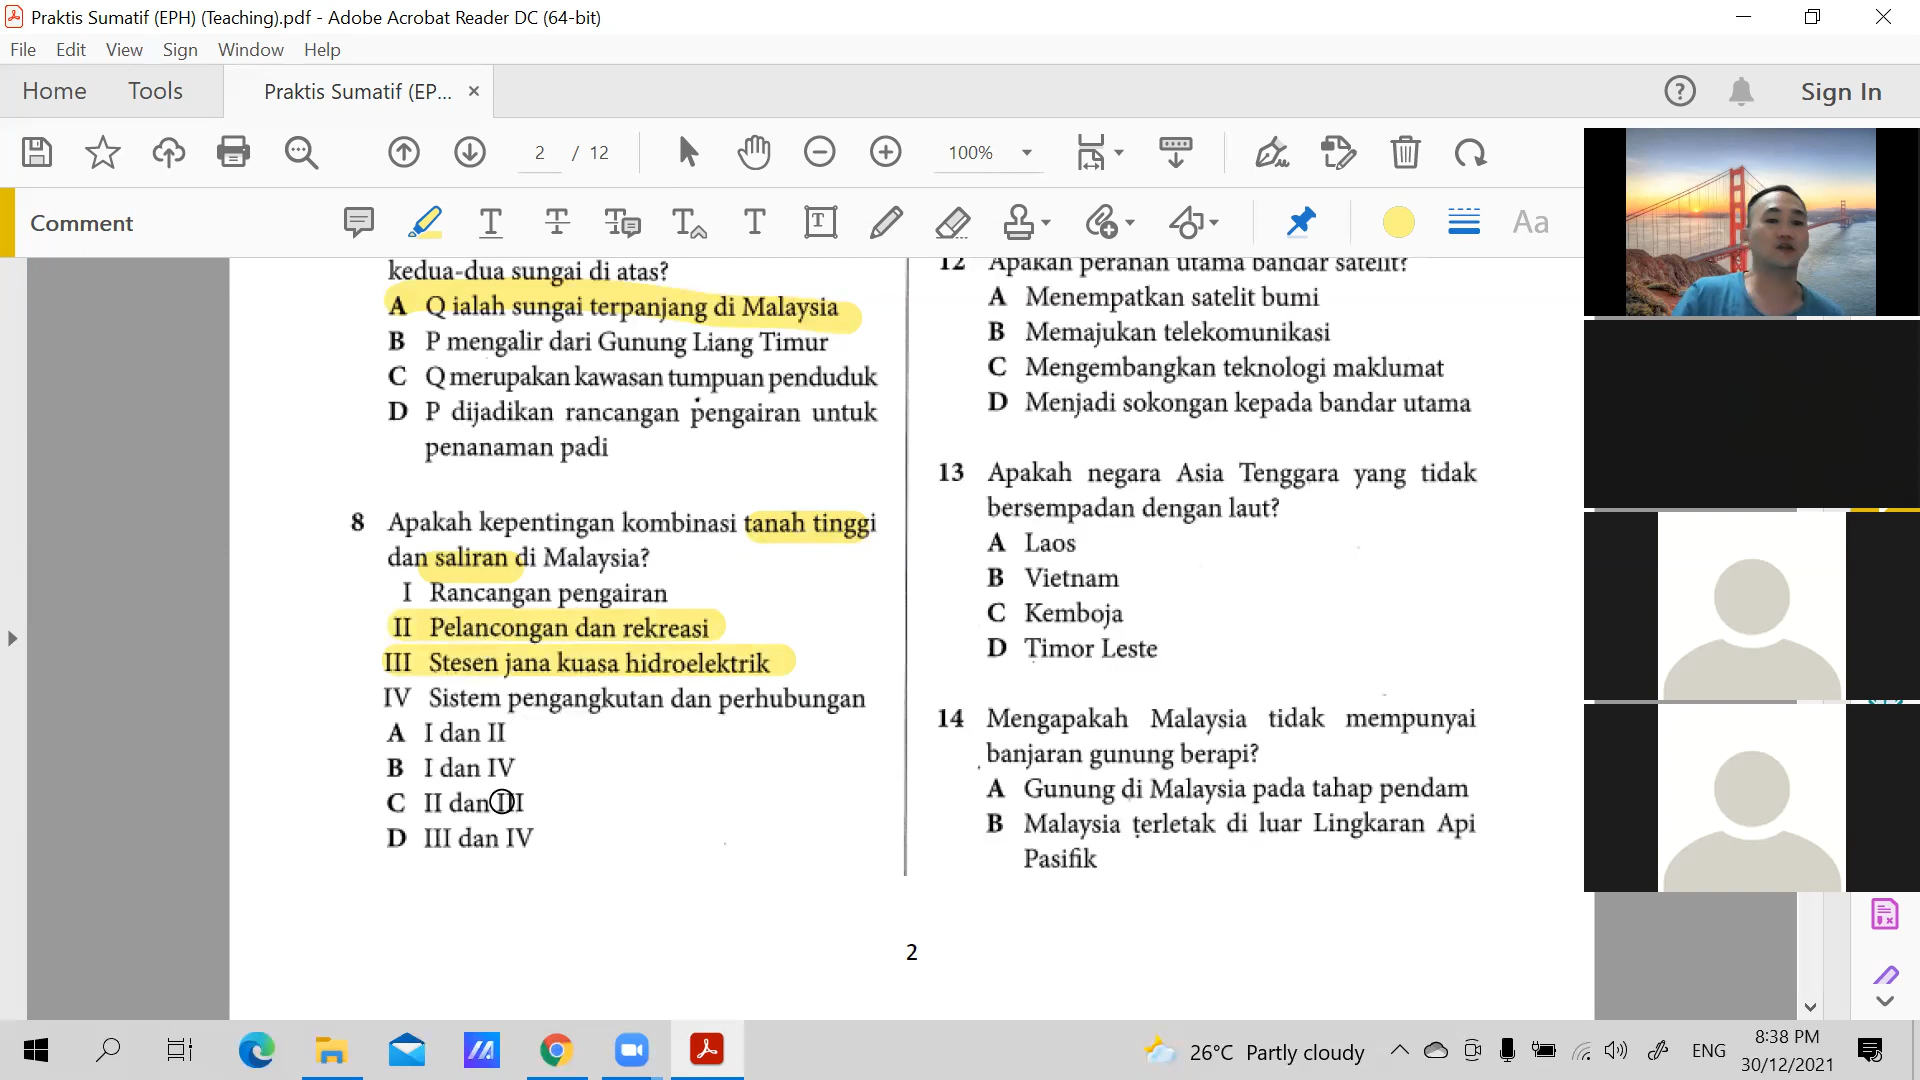 Praktis Sumatif (EPH) (Teaching).pdf - Adobe Acrobat Reader DC (64-bit)
File Edit View Sign Window Help
Home Tools Praktis Sumatif (EP... × Sign In
2 / 12 100%
Comment
Aa
kedua-dua sungai di atas?
A Q ialah sungai terpanjang di Malaysia
B P mengalir dari Gunung Liang Timur
C Q merupakan kawasan tumpuan penduduk
D P dijadikan rancangan pengairan untuk
penanaman padi
8 Apakah kepentingan kombinasi tanah tinggi
dan saliran di Malaysia?
I Rancangan pengairan
II Pelancongan dan rekreasi
III Stesen jana kuasa hidroelektrik
IV Sistem pengangkutan dan perhubungan
A I dan II
B I dan IV
C II dan III
D III dan IV
12 Apakah peranan utama bandar satelit?
A Menempatkan satelit bumi
B Memajukan telekomunikasi
C Mengembangkan teknologi maklumat
D Menjadi sokongan kepada bandar utama
13 Apakah negara Asia Tenggara yang tidak
bersempadan dengan laut?
A Laos
B Vietnam
C Kemboja
D Timor Leste
14 Mengapakah Malaysia tidak mempunyai
banjaran gunung berapi?
A Gunung di Malaysia pada tahap pendam
B Malaysia terletak di luar Lingkaran Api
Pasifik
2
26°C Partly cloudy
ENG
8:38 PM
30/12/2021